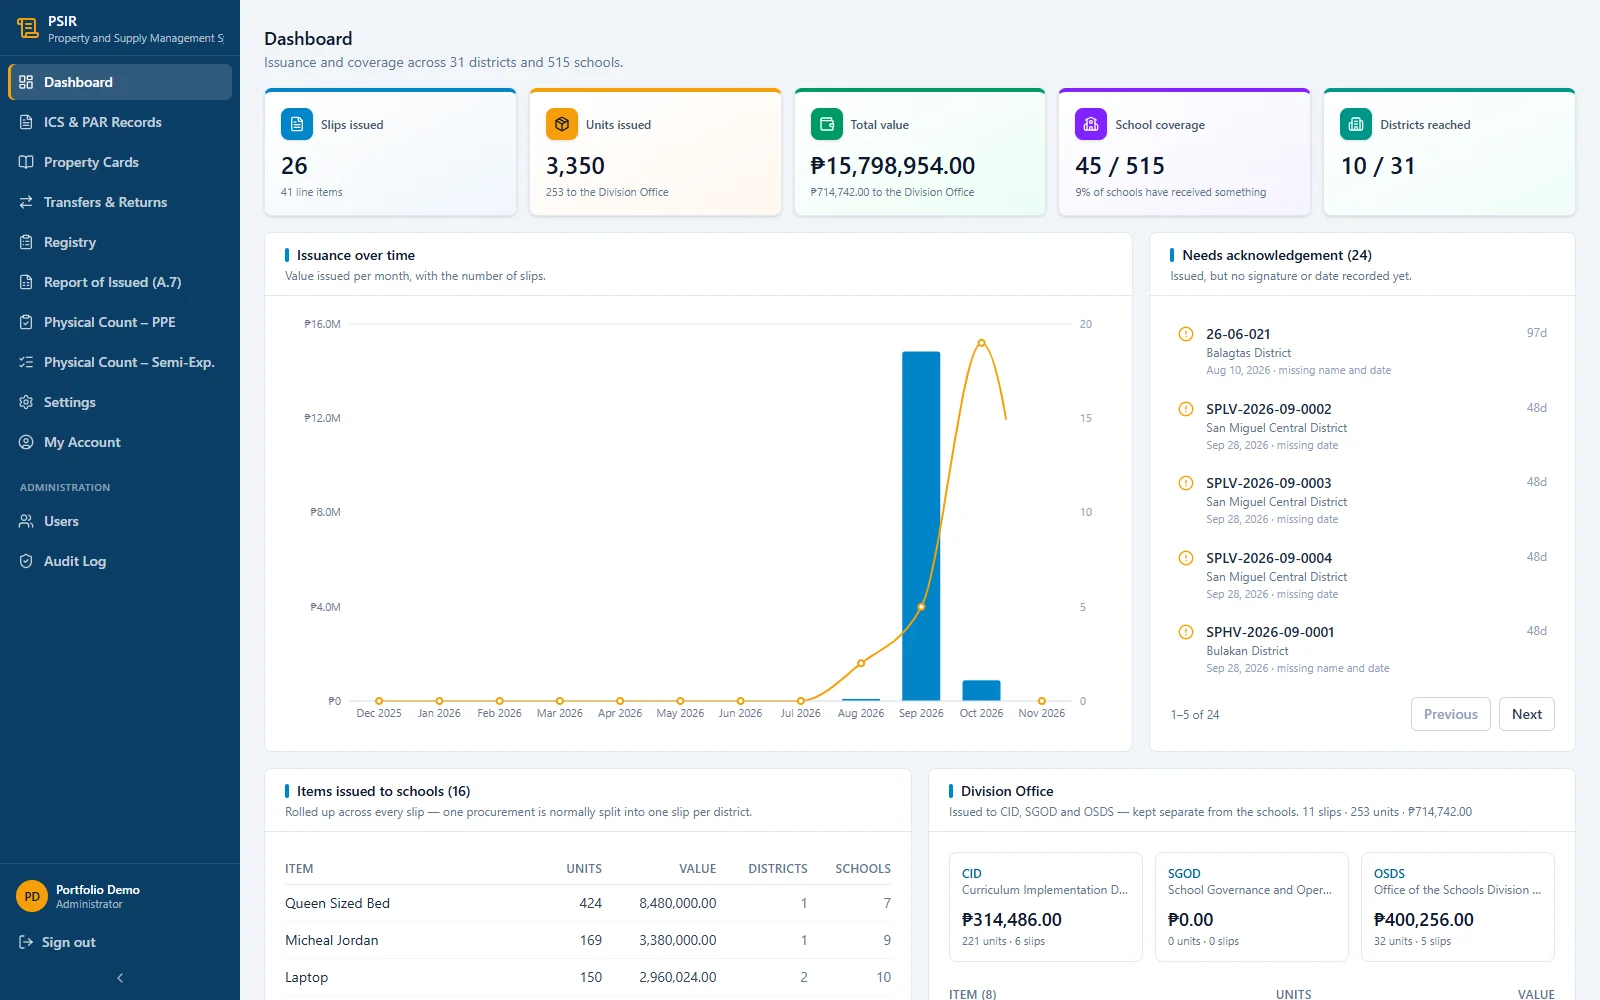 PSIR
Property and Supply Management S
Dashboard
ICS & PAR Records
Property Cards
Transfers & Returns
Registry
Report of Issued (A.7)
Physical Count – PPE
Physical Count – Semi-Exp.
Settings
My Account
ADMINISTRATION
Users
Audit Log
PD
Portfolio Demo
Administrator
Sign out
Dashboard
Issuance and coverage across 31 districts and 515 schools.
Slips issued
26
41 line items
Units issued
3,350
253 to the Division Office
Total value
₱15,798,954.00
₱714,742.00 to the Division Office
School coverage
45 / 515
9% of schools have received something
Districts reached
10 / 31
Issuance over time
Value issued per month, with the number of slips.
₱16.0M
₱12.0M
₱8.0M
₱4.0M
₱0
20
15
10
5
0
Dec 2025 Jan 2026 Feb 2026 Mar 2026 Apr 2026 May 2026 Jun 2026 Jul 2026 Aug 2026 Sep 2026 Oct 2026 Nov 2026
Needs acknowledgement (24)
Issued, but no signature or date recorded yet.
26-06-021 97d
Balagtas District
Aug 10, 2026 · missing name and date
SPLV-2026-09-0002 48d
San Miguel Central District
Sep 28, 2026 · missing date
SPLV-2026-09-0003 48d
San Miguel Central District
Sep 28, 2026 · missing date
SPLV-2026-09-0004 48d
San Miguel Central District
Sep 28, 2026 · missing date
SPHV-2026-09-0001 48d
Bulakan District
Sep 28, 2026 · missing name and date
1–5 of 24 Previous Next
Items issued to schools (16)
Rolled up across every slip — one procurement is normally split into one slip per district.
ITEM UNITS VALUE DISTRICTS SCHOOLS
Queen Sized Bed 424 8,480,000.00 1 7
Micheal Jordan 169 3,380,000.00 1 9
Laptop 150 2,960,024.00 2 10
Division Office
Issued to CID, SGOD and OSDS — kept separate from the schools. 11 slips · 253 units · ₱714,742.00
CID
Curriculum Implementation D...
₱314,486.00
221 units · 6 slips
SGOD
School Governance and Oper...
₱0.00
0 units · 0 slips
OSDS
Office of the Schools Division ...
₱400,256.00
32 units · 5 slips
ITEM (8) UNITS VALUE